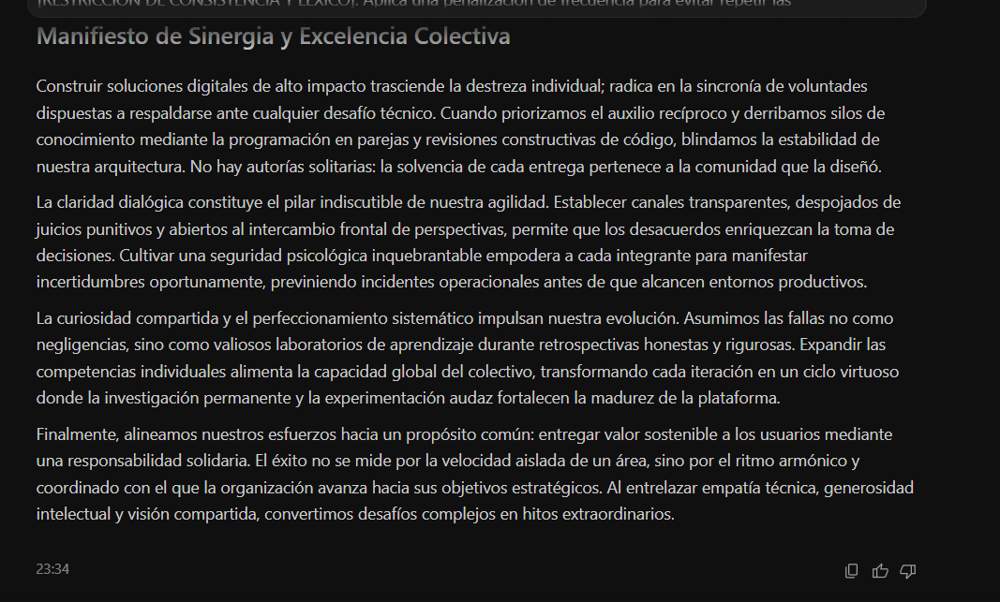 [RESTRICCIÓN DE CONSISTENCIA Y LÉXICO]: Aplica una penalización de frecuencia para evitar repetir las
Manifiesto de Sinergia y Excelencia Colectiva
Construir soluciones digitales de alto impacto trasciende la destreza individual; radica en la sincronía de voluntades
dispuestas a respaldarse ante cualquier desafío técnico. Cuando priorizamos el auxilio recíproco y derribamos silos de
conocimiento mediante la programación en parejas y revisiones constructivas de código, blindamos la estabilidad de
nuestra arquitectura. No hay autorías solitarias: la solvencia de cada entrega pertenece a la comunidad que la diseñó.
La claridad dialógica constituye el pilar indiscutible de nuestra agilidad. Establecer canales transparentes, despojados de
juicios punitivos y abiertos al intercambio frontal de perspectivas, permite que los desacuerdos enriquezcan la toma de
decisiones. Cultivar una seguridad psicológica inquebrantable empodera a cada integrante para manifestar
incertidumbres oportunamente, previniendo incidentes operacionales antes de que alcancen entornos productivos.
La curiosidad compartida y el perfeccionamiento sistemático impulsan nuestra evolución. Asumimos las fallas no como
negligencias, sino como valiosos laboratorios de aprendizaje durante retrospectivas honestas y rigurosas. Expandir las
competencias individuales alimenta la capacidad global del colectivo, transformando cada iteración en un ciclo virtuoso
donde la investigación permanente y la experimentación audaz fortalecen la madurez de la plataforma.
Finalmente, alineamos nuestros esfuerzos hacia un propósito común: entregar valor sostenible a los usuarios mediante
una responsabilidad solidaria. El éxito no se mide por la velocidad aislada de un área, sino por el ritmo armónico y
coordinado con el que la organización avanza hacia sus objetivos estratégicos. Al entrelazar empatía técnica, generosidad
intelectual y visión compartida, convertimos desafíos complejos en hitos extraordinarios.
23:34